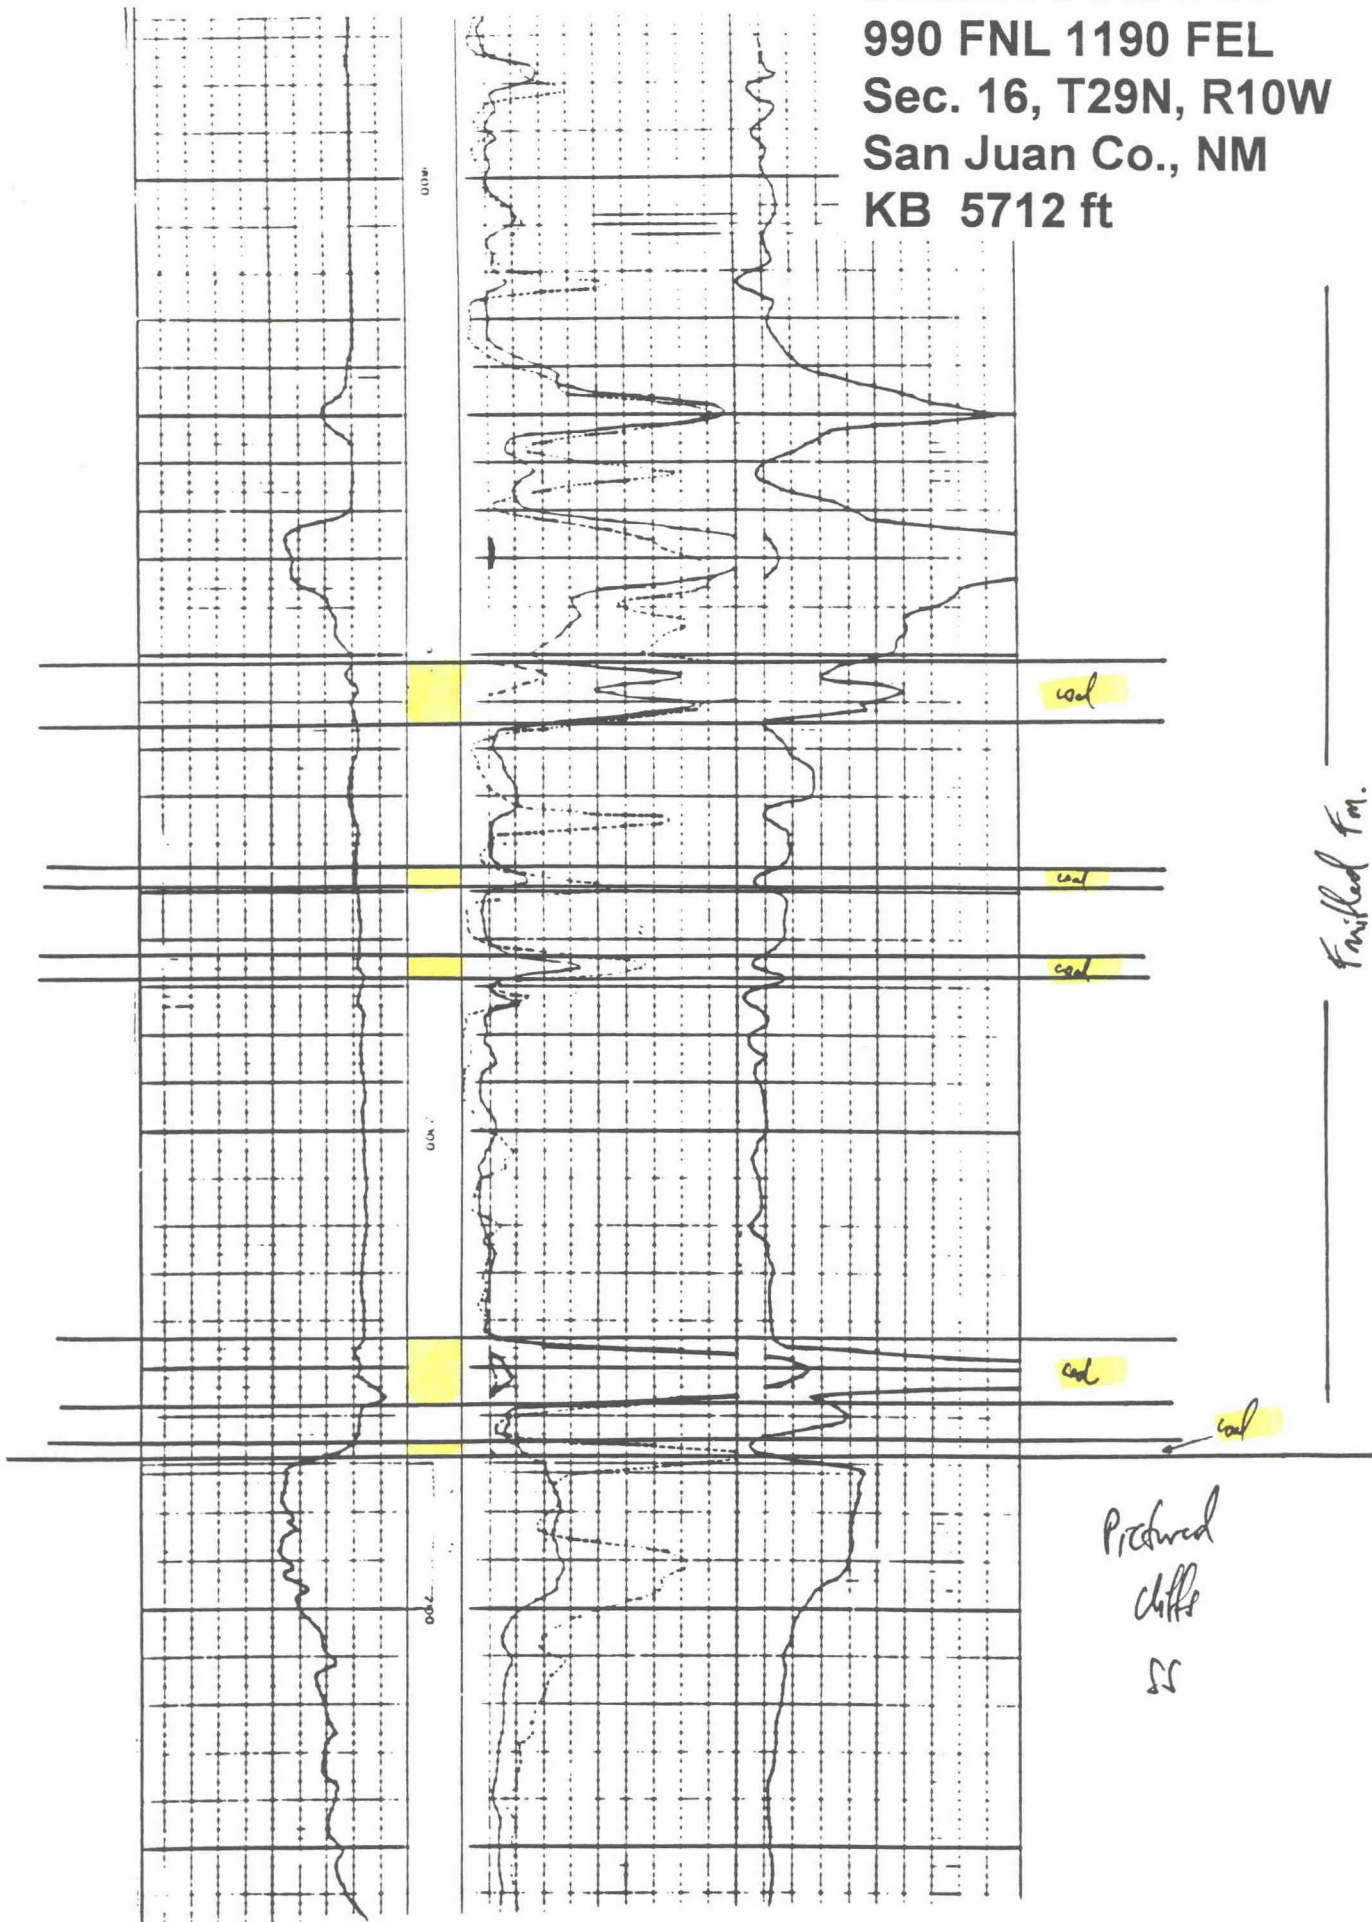 990 FNL 1190 FEL
Sec. 16, T29N, R10W
San Juan Co., NM
KB 5712 ft
coal
coal
coal
Fruitland Fm.
coal
coal
Pictured
Cliffs
SS